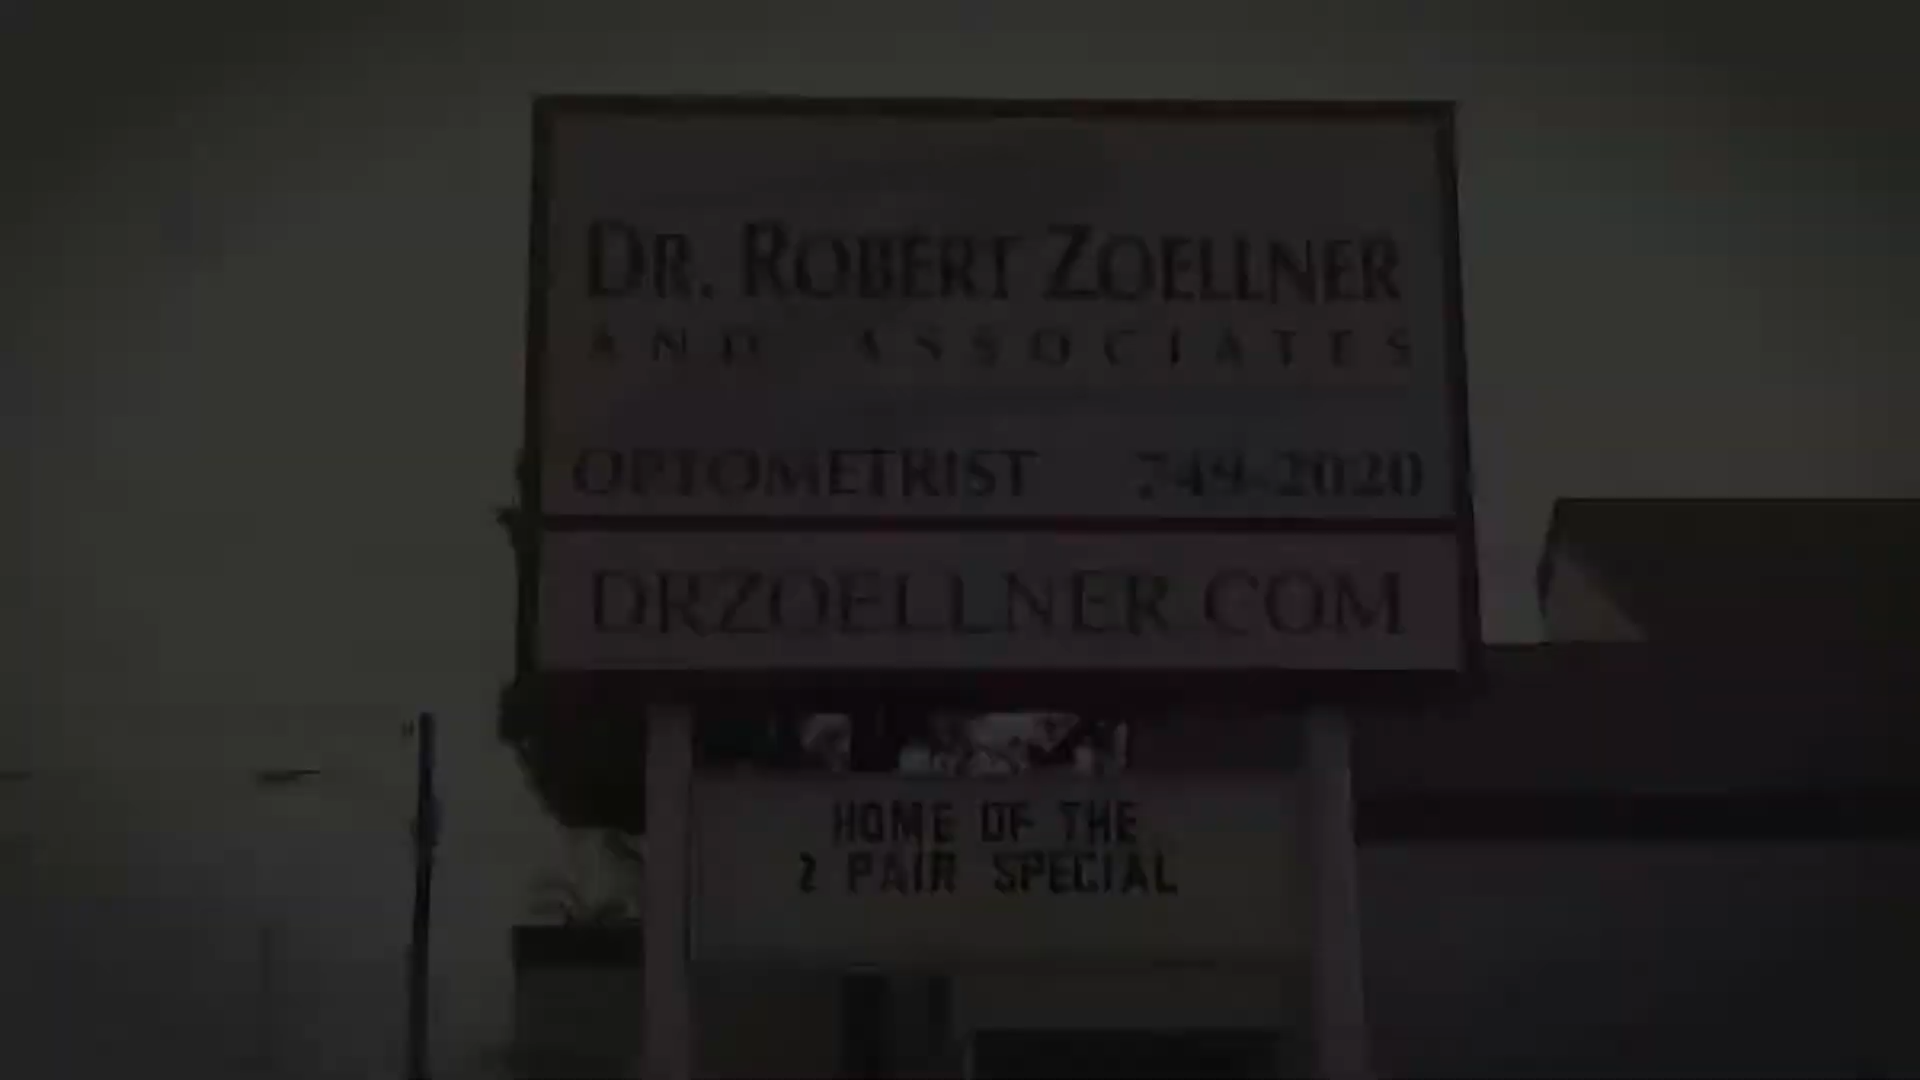 DR. ROBERT ZOELLNER
AND ASSOCIATES
OPTOMETRIST 749-2020
DRZOELLNER.COM
HOME OF THE
2 PAIR SPECIAL